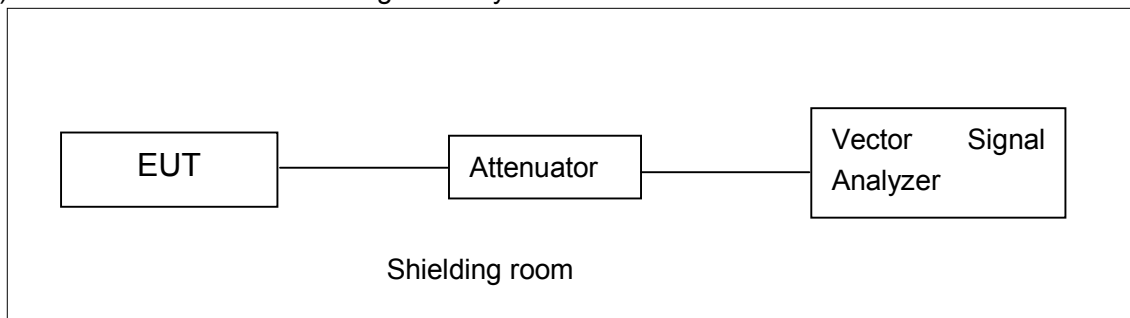 EUT
Attenuator
Vector Signal
Analyzer
Shielding room